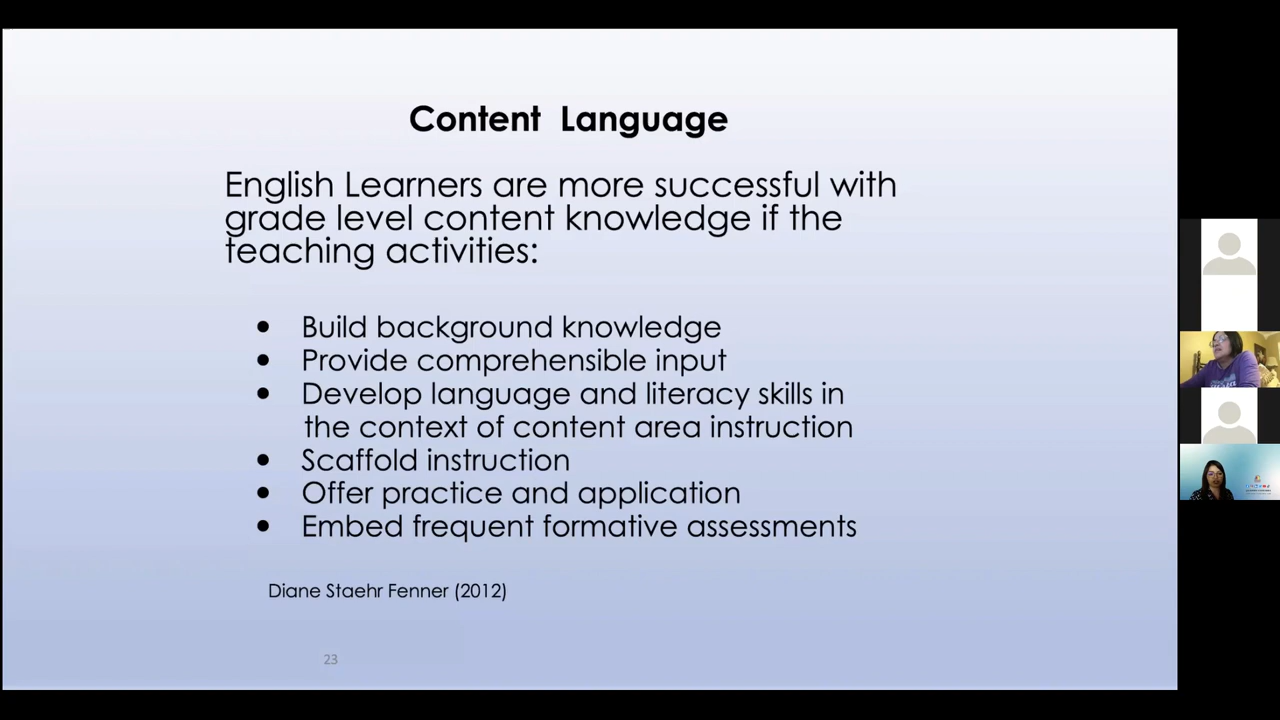 Content Language
English Learners are more successful with
grade level content knowledge if the
teaching activities:
• Build background knowledge
• Provide comprehensible input
• Develop language and literacy skills in
the context of content area instruction
• Scaffold instruction
• Offer practice and application
• Embed frequent formative assessments
Diane Staehr Fenner (2012)
23